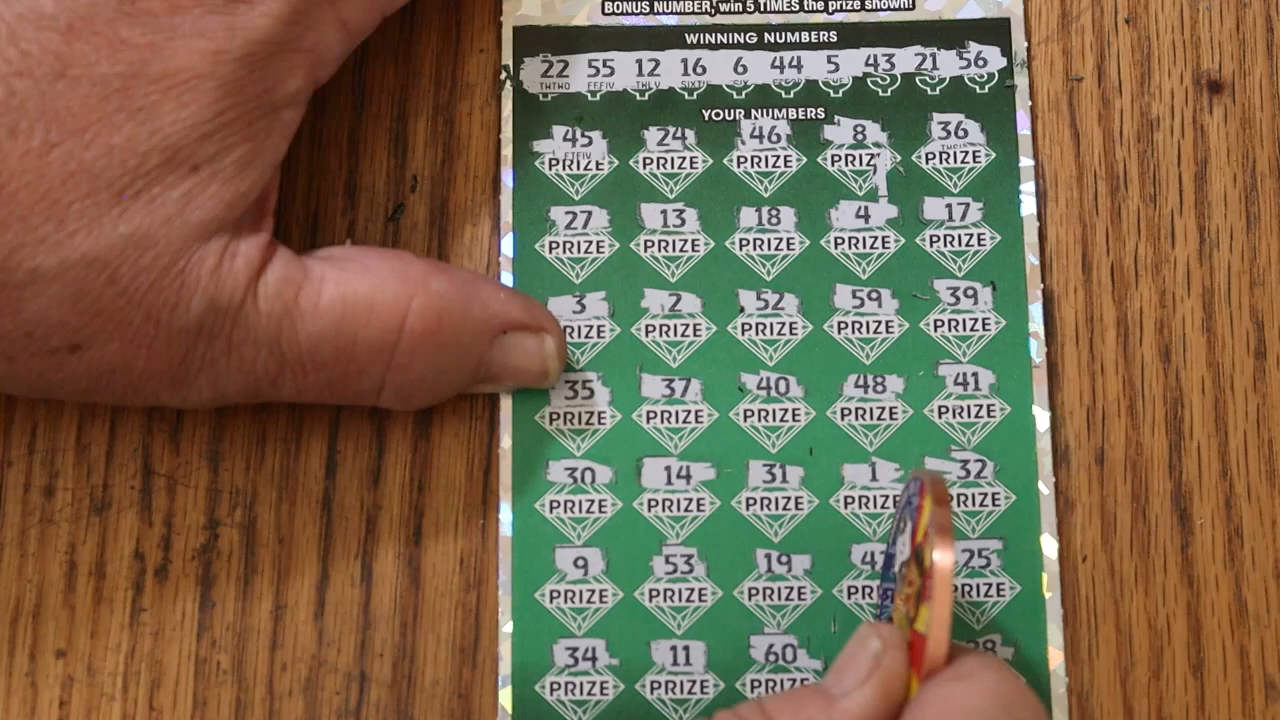 BONUS NUMBER, win 5 TIMES the prize shown!
WINNING NUMBERS
22 55 12 16 6 44 5 43 21 56
YOUR NUMBERS
45 24 46 8 36
PRIZE PRIZE PRIZE PRIZ PRIZE
27 13 18 4 17
PRIZE PRIZE PRIZE PRIZE PRIZE
3 2 52 59 39
RIZE PRIZE PRIZE PRIZE PRIZE
35 37 40 48 41
PRIZE PRIZE PRIZE PRIZE PRIZE
30 14 31 1 32
PRIZE PRIZE PRIZE PRIZE PRIZE
9 53 19 25
PRIZE PRIZE PRIZE PRI PRIZE
34 11 60
PRIZE PRIZE PRIZE